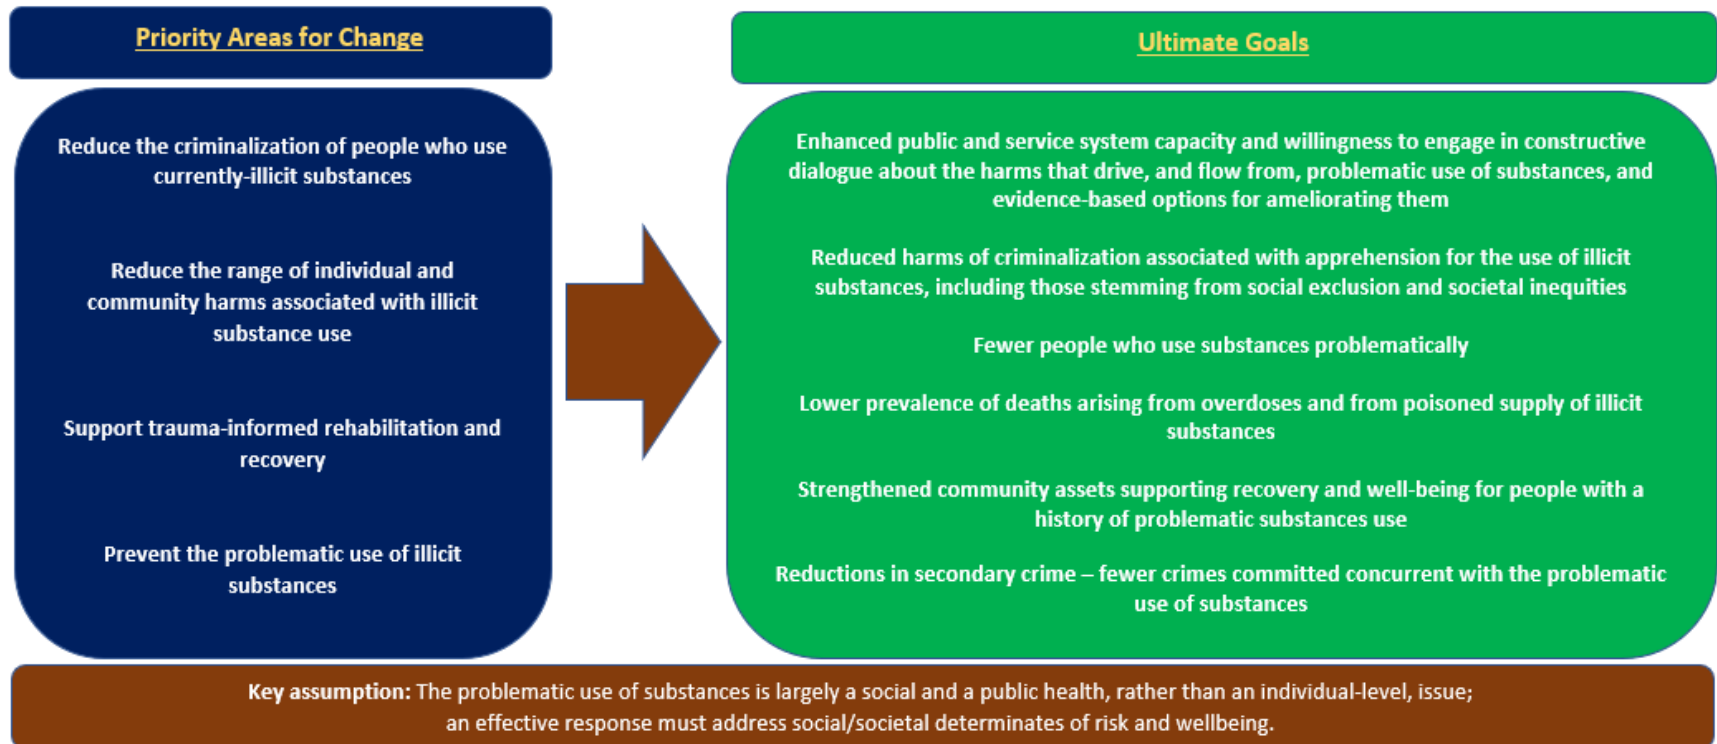 Priority Areas for Change
Reduce the criminalization of people who use
currently-illicit substances
Reduce the range of individual and
community harms associated with illicit
substance use
Support trauma-informed rehabilitation and
recovery
Prevent the problematic use of illicit
substances
Ultimate Goals
Enhanced public and service system capacity and willingness to engage in constructive
dialogue about the harms that drive, and flow from, problematic use of substances, and
evidence-based options for ameliorating them
Reduced harms of criminalization associated with apprehension for the use of illicit
substances, including those stemming from social exclusion and societal inequities
Fewer people who use substances problematically
Lower prevalence of deaths arising from overdoses and from poisoned supply of illicit
substances
Strengthened community assets supporting recovery and well-being for people with a
history of problematic substances use
Reductions in secondary crime – fewer crimes committed concurrent with the problematic
use of substances
Key assumption: The problematic use of substances is largely a social and a public health, rather than an individual-level, issue;
an effective response must address social/societal determinates of risk and wellbeing.